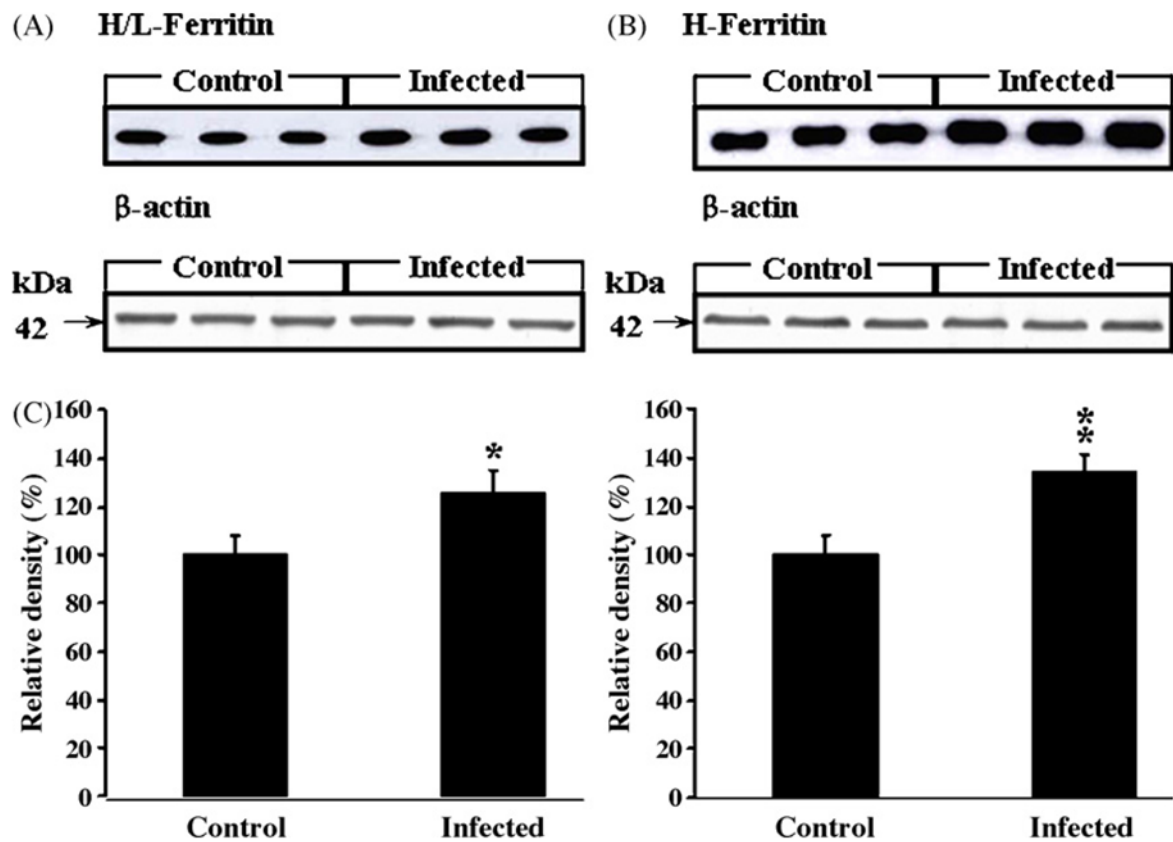 (A) H/L-Ferritin
Control Infected
β-actin
Control Infected
kDa
42
(B) H-Ferritin
Control Infected
β-actin
Control Infected
kDa
42
(C)
Relative density (%)
160
140
120
100
80
60
40
20
0
*
Control Infected
Relative density (%)
160
140
120
100
80
60
40
20
0
*
*
Control Infected